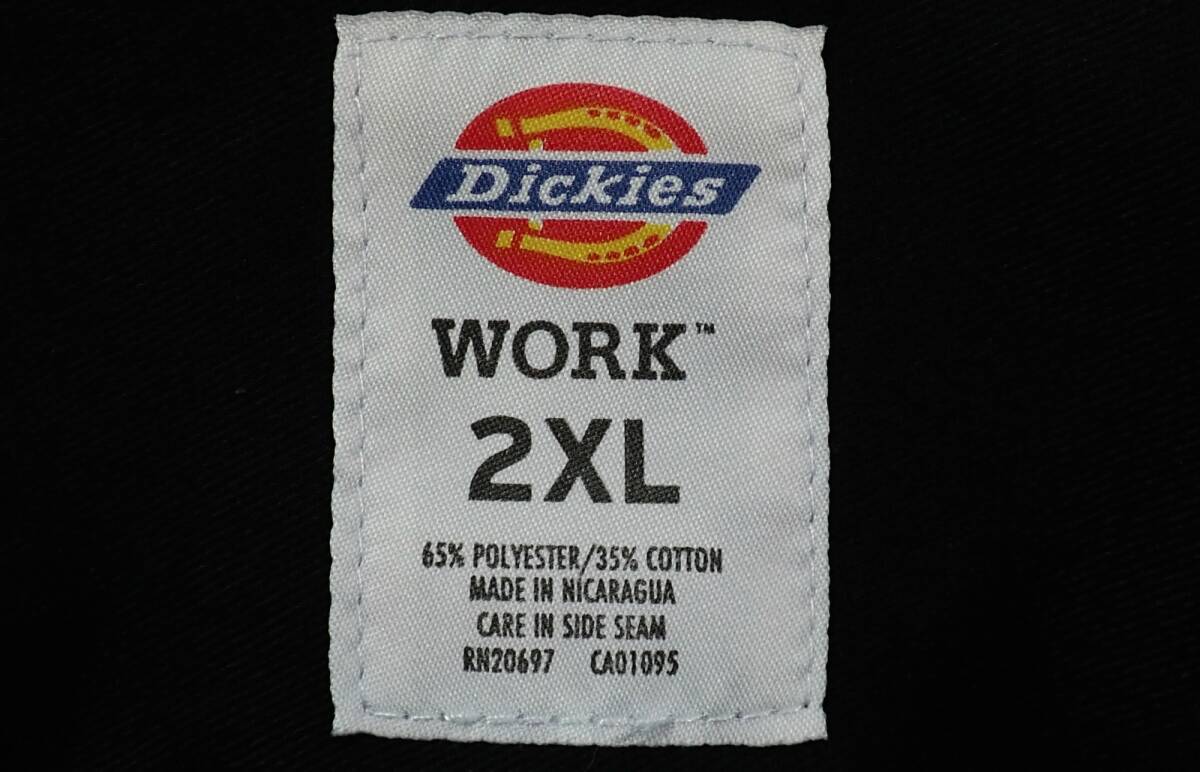 Dickies
WORK™
2XL
65% POLYESTER/35% COTTON
MADE IN NICARAGUA
CARE IN SIDE SEAM
RN20697 CA01095